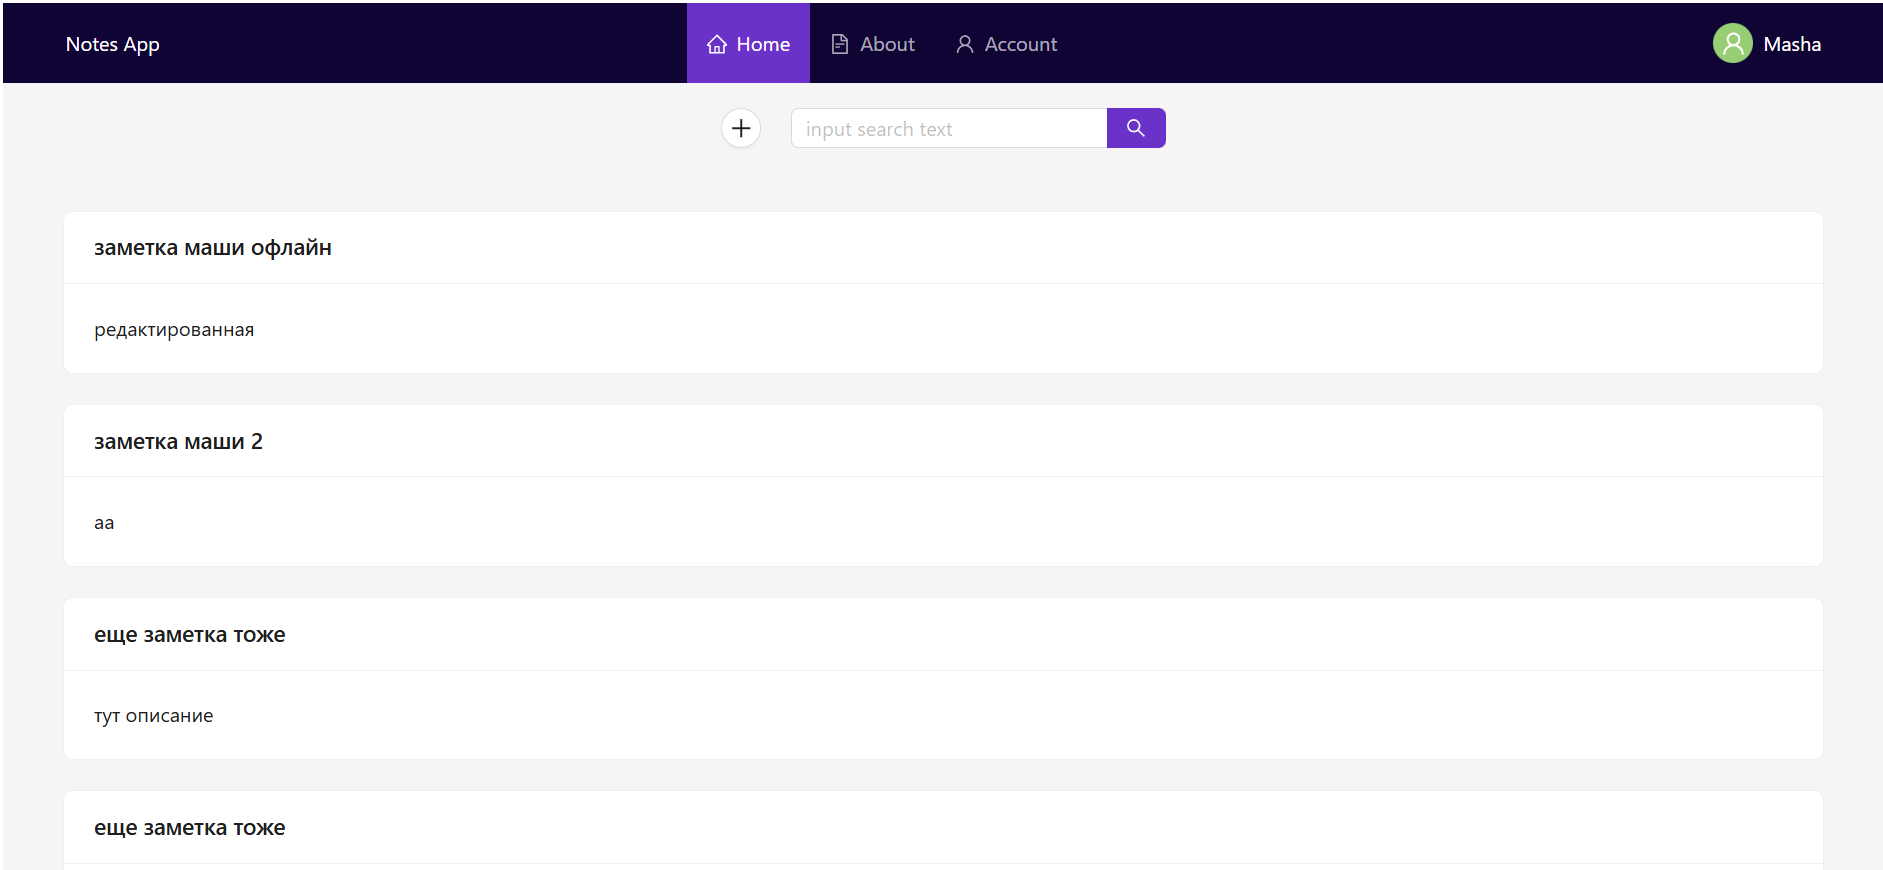 Notes App
Home
About
Account
Masha
input search text
заметка маши офлайн
редактированная
заметка маши 2
аа
еще заметка тоже
тут описание
еще заметка тоже